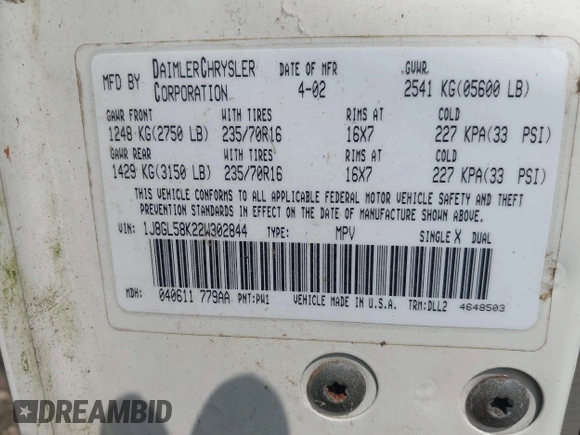 MFD BY DAIMLERCHRYSLER CORPORATION DATE OF MFR 4-02 GVWR 2541 KG(05600 LB)
GAWR FRONT WITH TIRES RIMS AT COLD
1248 KG(2750 LB) 235/70R16 16X7 227 KPA(33 PSI)
GAWR REAR WITH TIRES RIMS AT COLD
1429 KG(3150 LB) 235/70R16 16X7 227 KPA(33 PSI)
THIS VEHICLE CONFORMS TO ALL APPLICABLE FEDERAL MOTOR VEHICLE SAFETY AND THEFT
PREVENTION STANDARDS IN EFFECT ON THE DATE OF MANUFACTURE SHOWN ABOVE.
VIN: 1J8GL58K22W302844 TYPE: MPV SINGLE X DUAL
MDH: 040611 779AA PNT:PW1 VEHICLE MADE IN U.S.A. TRM:DLL2 4648503
DREAMBID